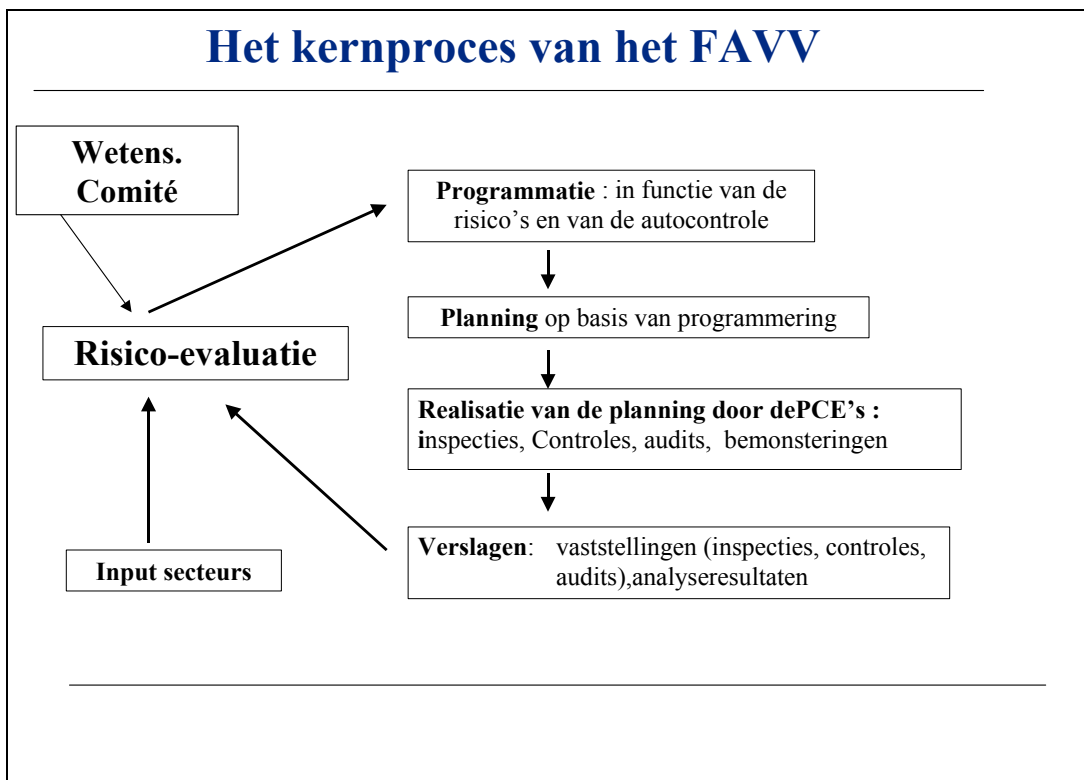 Het kernproces van het FAVV
Wetens.
Comité
Programmatie : in functie van de
risico's en van de autocontrole
Planning op basis van programmering
Risico-evaluatie
Realisatie van de planning door dePCE's :
inspecties, Controles, audits, bemonsteringen
Verslagen: vaststellingen (inspecties, controles,
audits),analyseresultaten
Input secteurs